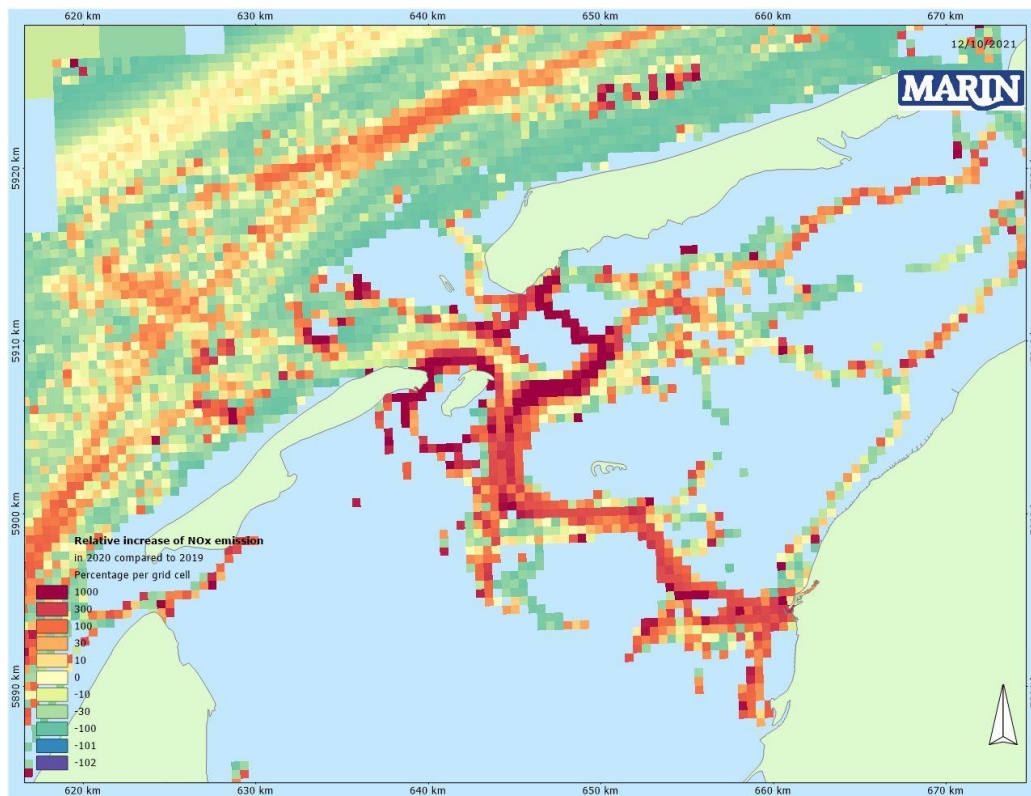 620 km 630 km 640 km 650 km 660 km 670 km
12/10/2021
MARIN
5920 km
5910 km
5900 km
5890 km
Relative increase of NOx emission
in 2020 compared to 2019
Percentage per grid cell
1000
300
100
30
10
0
-10
-30
-100
-101
-102
620 km 630 km 640 km 650 km 660 km 670 km